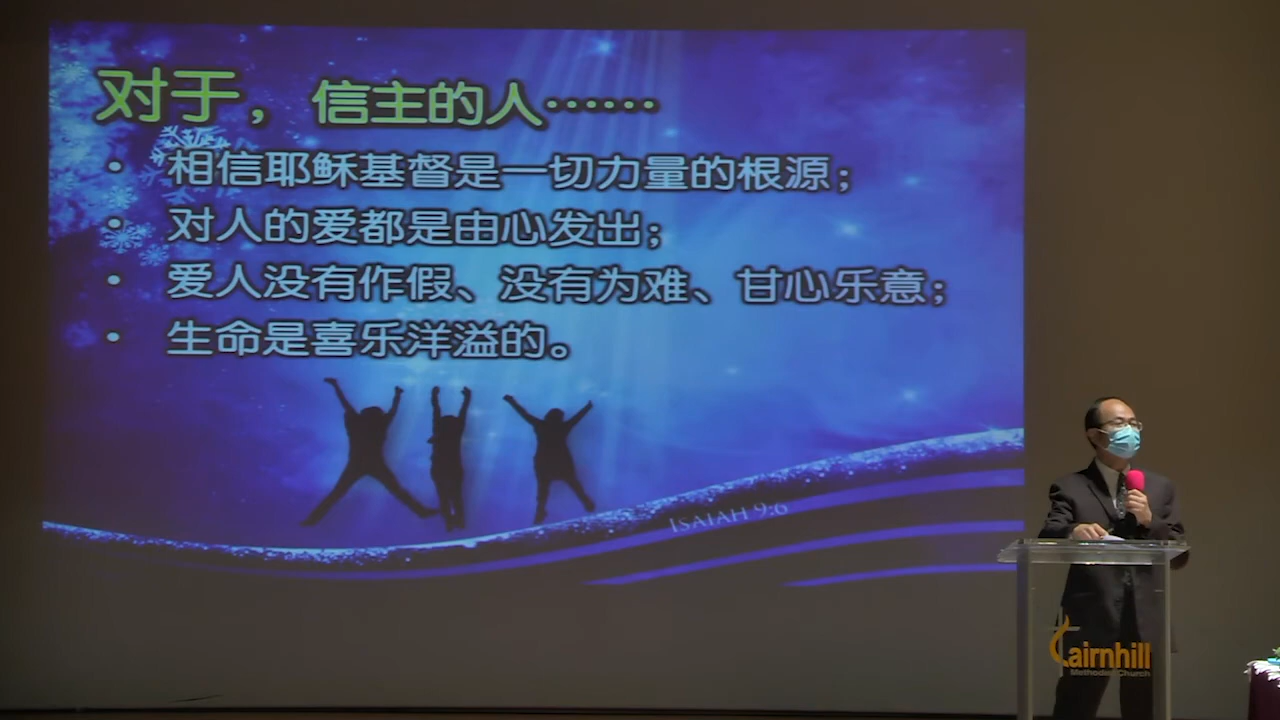 对于，信主的人……
• 相信耶稣基督是一切力量的根源；
• 对人的爱都是由心发出；
• 爱人没有作假、没有为难、甘心乐意；
• 生命是喜乐洋溢的。
ISAIAH 9:6
Cairnhill
Methodist Church